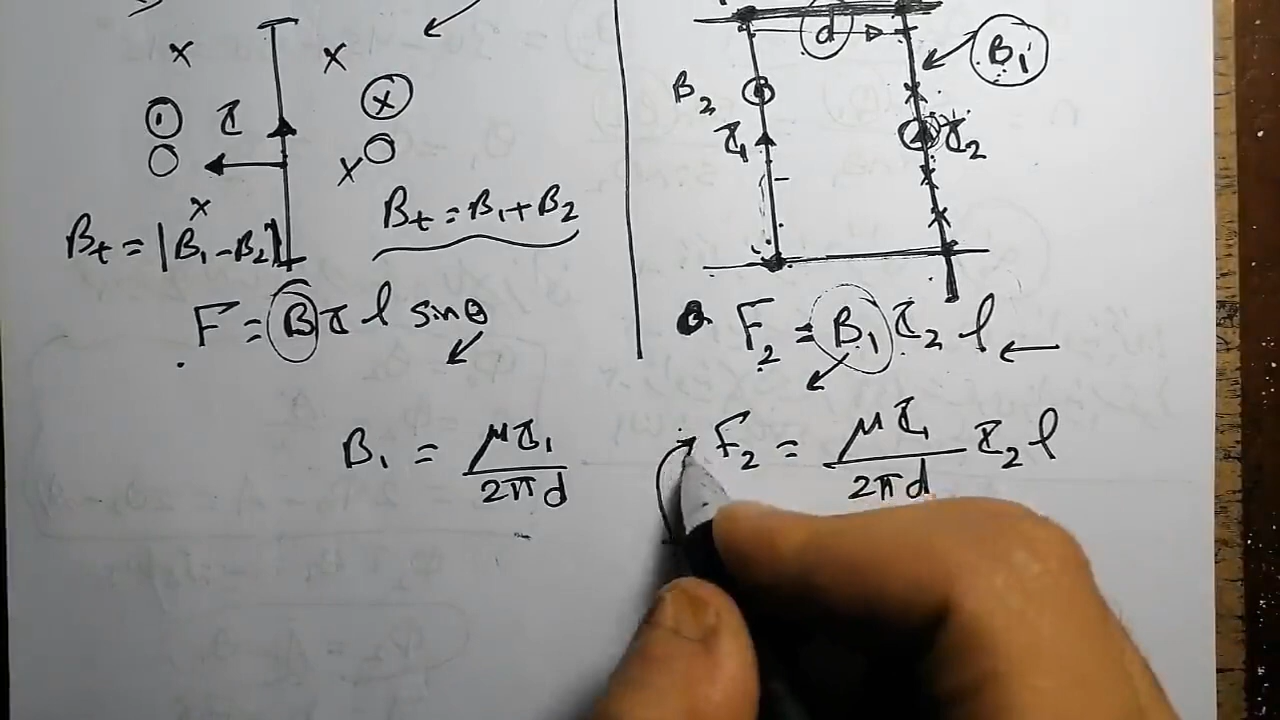 I
B_t = |B_1 - B_2|
B_t = B_1 + B_2
F = B I l sinθ
B_1 = μI_1 / 2πd
d
B_1
B_2
I_1
I_2
F_2 = B_1 I_2 l
F_2 = μI_1 / 2πd I_2 l